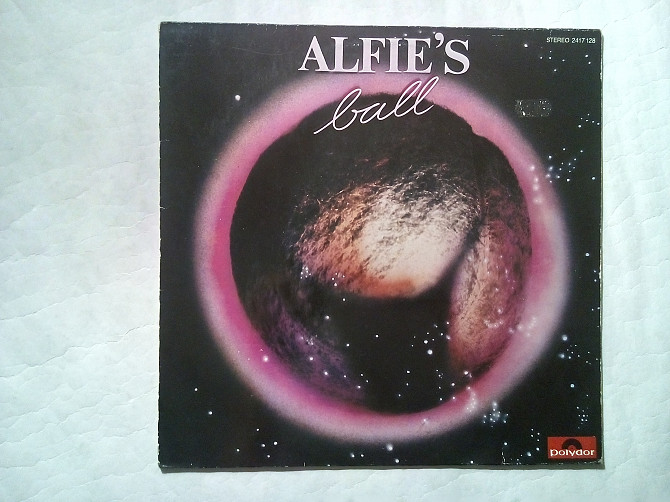 ALFIE'S
ball
STEREO 2417 128
Polydor